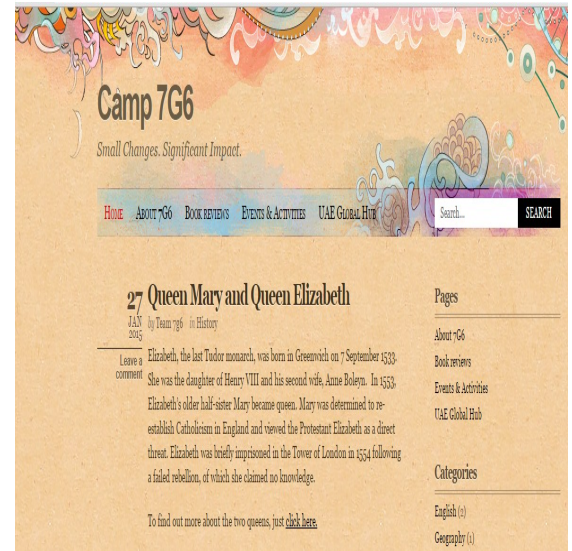 Camp 7G6
Small Changes. Significant Impact.
Home About 7G6 Book reviews Events & Activities UAE Global Hub Search... SEARCH
27 JAN 2015
Queen Mary and Queen Elizabeth
by Team 7g6 in History
Leave a comment
Elizabeth, the last Tudor monarch, was born in Greenwich on 7 September 1533.
She was the daughter of Henry VIII and his second wife, Anne Boleyn. In 1553,
Elizabeth's older half-sister Mary became queen. Mary was determined to re-
establish Catholicism in England and viewed the Protestant Elizabeth as a direct
threat. Elizabeth was briefly imprisoned in the Tower of London in 1554 following
a failed rebellion, of which she claimed no knowledge.
To find out more about the two queens, just click here.
Pages
About 7G6
Book reviews
Events & Activities
UAE Global Hub
Categories
English (2)
Geography (1)